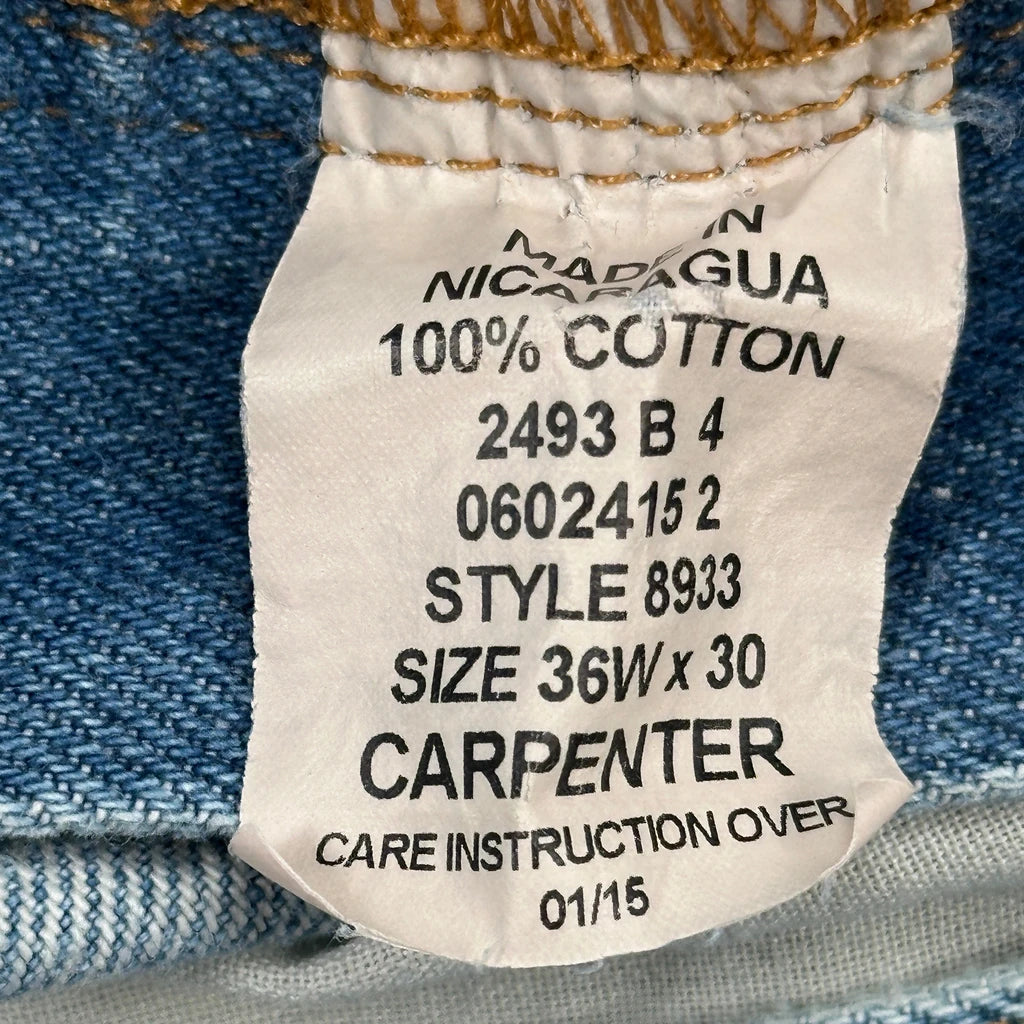 MADE IN
NICARAGUA
100% COTTON
2493 B 4
06024152
STYLE 8933
SIZE 36W x 30
CARPENTER
CARE INSTRUCTION OVER
01/15